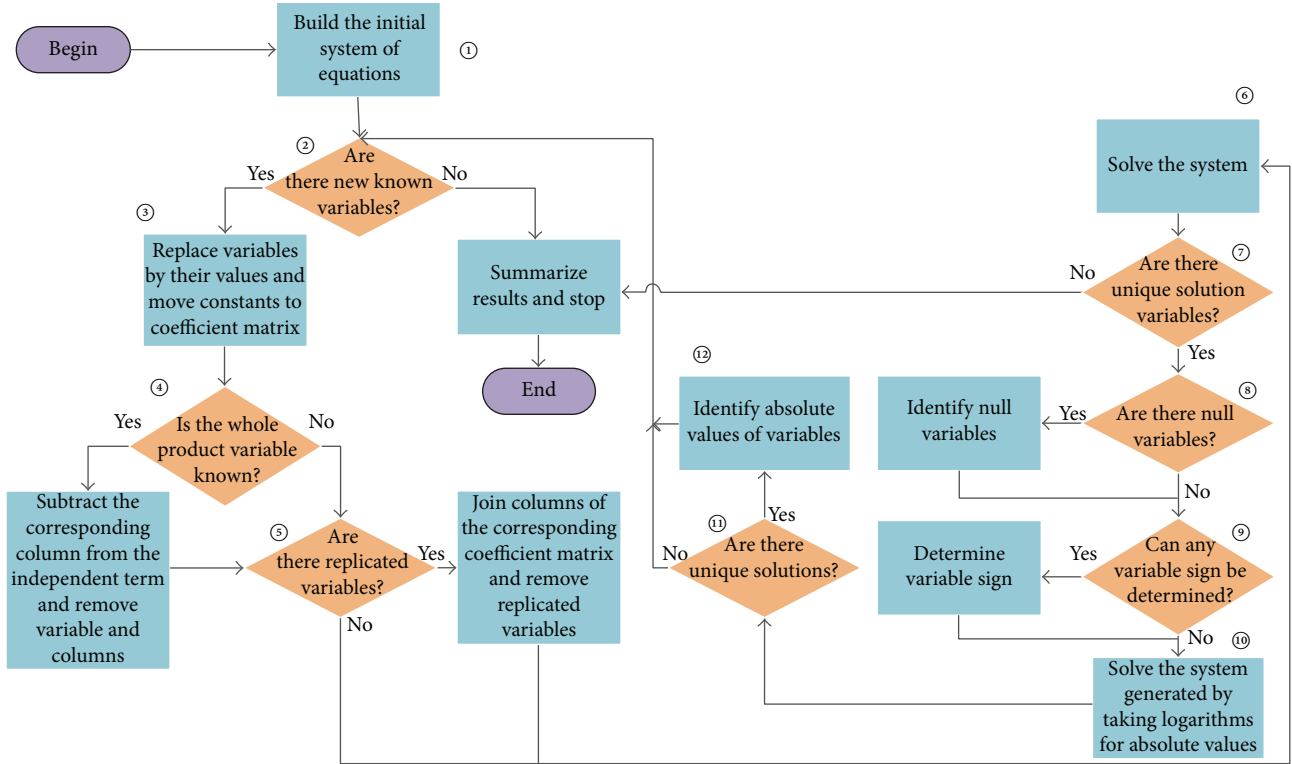 Begin
Build the initial
system of
equations
①
②
Are
there new known
variables?
Yes
No
③
Replace variables
by their values and
move constants to
coefficient matrix
Summarize
results and stop
End
④
Is the whole
product variable
known?
Yes
No
Subtract the
corresponding
column from the
independent term
and remove
variable and
columns
⑤
Are
there replicated
variables?
Yes
No
Join columns of
the corresponding
coefficient matrix
and remove
replicated
variables
⑥
Solve the system
⑦
Are there
unique solution
variables?
No
Yes
⑧
Are there null
variables?
Yes
No
Identify null
variables
⑨
Can any
variable sign be
determined?
Yes
No
Determine
variable sign
⑩
Solve the system
generated by
taking logarithms
for absolute values
⑪
Are there
unique solutions?
Yes
No
⑫
Identify absolute
values of variables